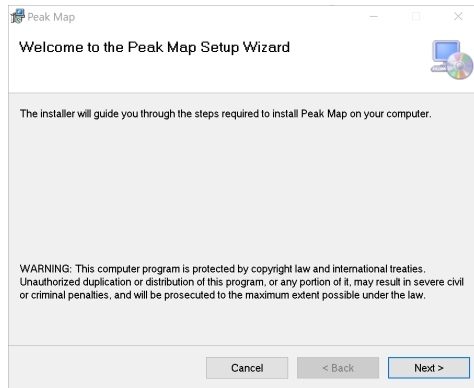 Peak Map
Welcome to the Peak Map Setup Wizard
The installer will guide you through the steps required to install Peak Map on your computer.
WARNING: This computer program is protected by copyright law and international treaties.
Unauthorized duplication or distribution of this program, or any portion of it, may result in severe civil
or criminal penalties, and will be prosecuted to the maximum extent possible under the law.
Cancel
< Back
Next >